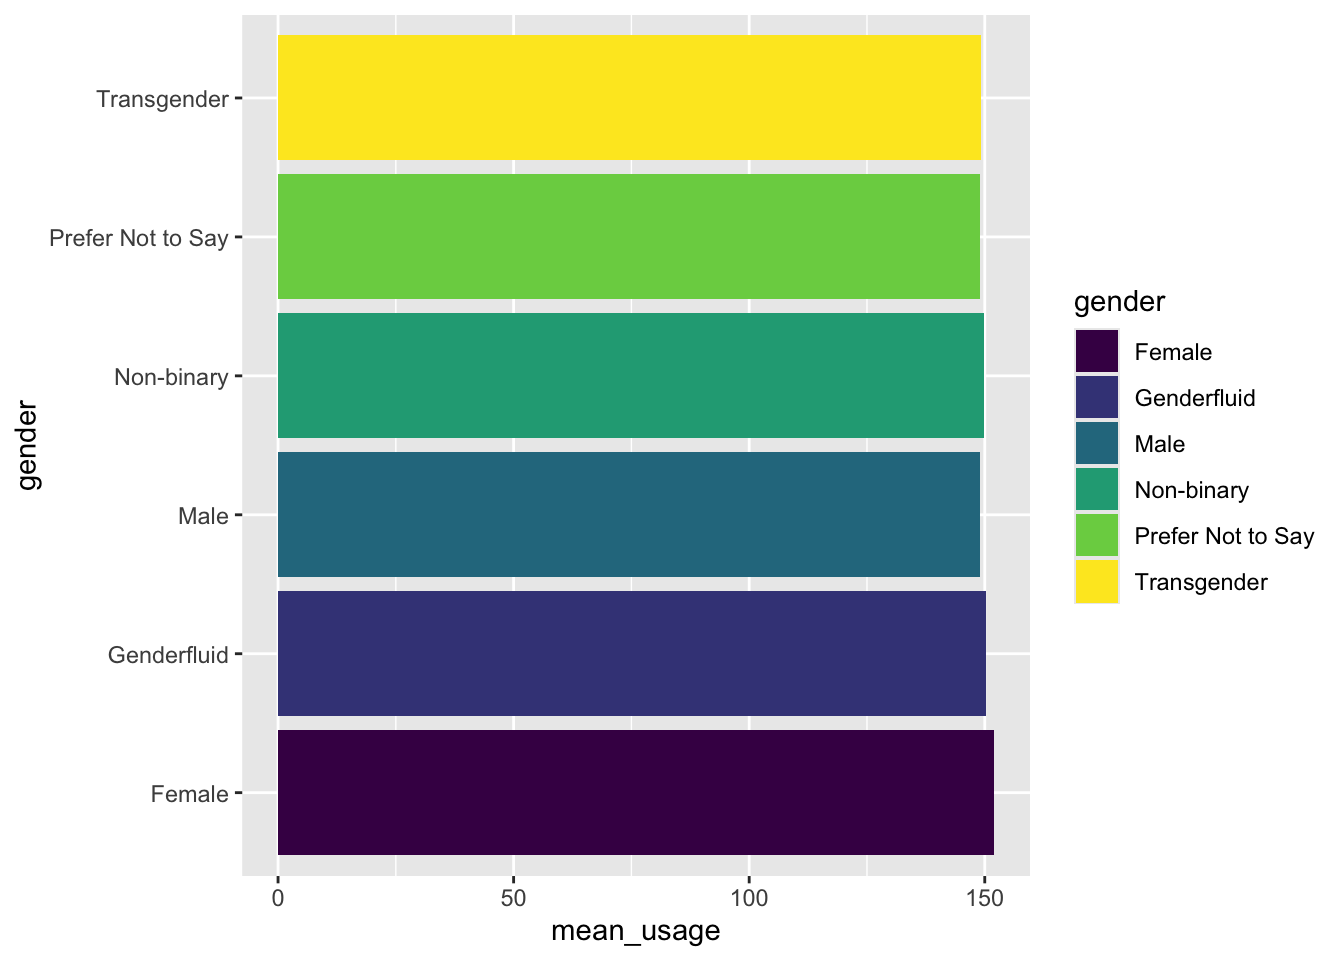 Transgender
Prefer Not to Say
Non-binary
Male
Genderfluid
Female
gender
0 50 100 150
mean_usage
gender
Female
Genderfluid
Male
Non-binary
Prefer Not to Say
Transgender